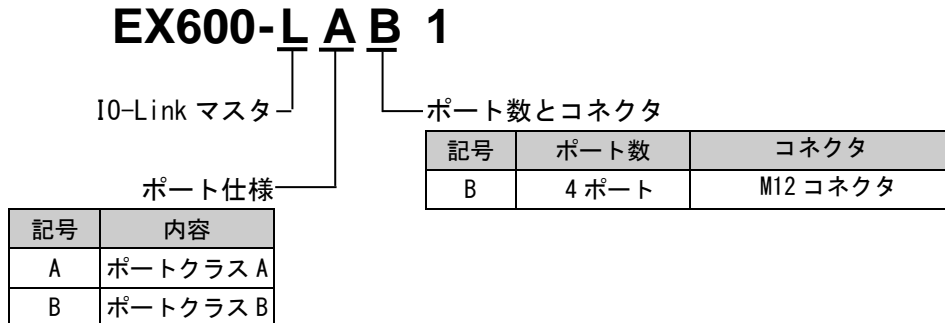 EX600-L A B 1
IO-Link マスタ
ポート数とコネクタ
記号 ポート数 コネクタ
B 4 ポート M12 コネクタ
ポート仕様
記号 内容
A ポートクラス A
B ポートクラス B